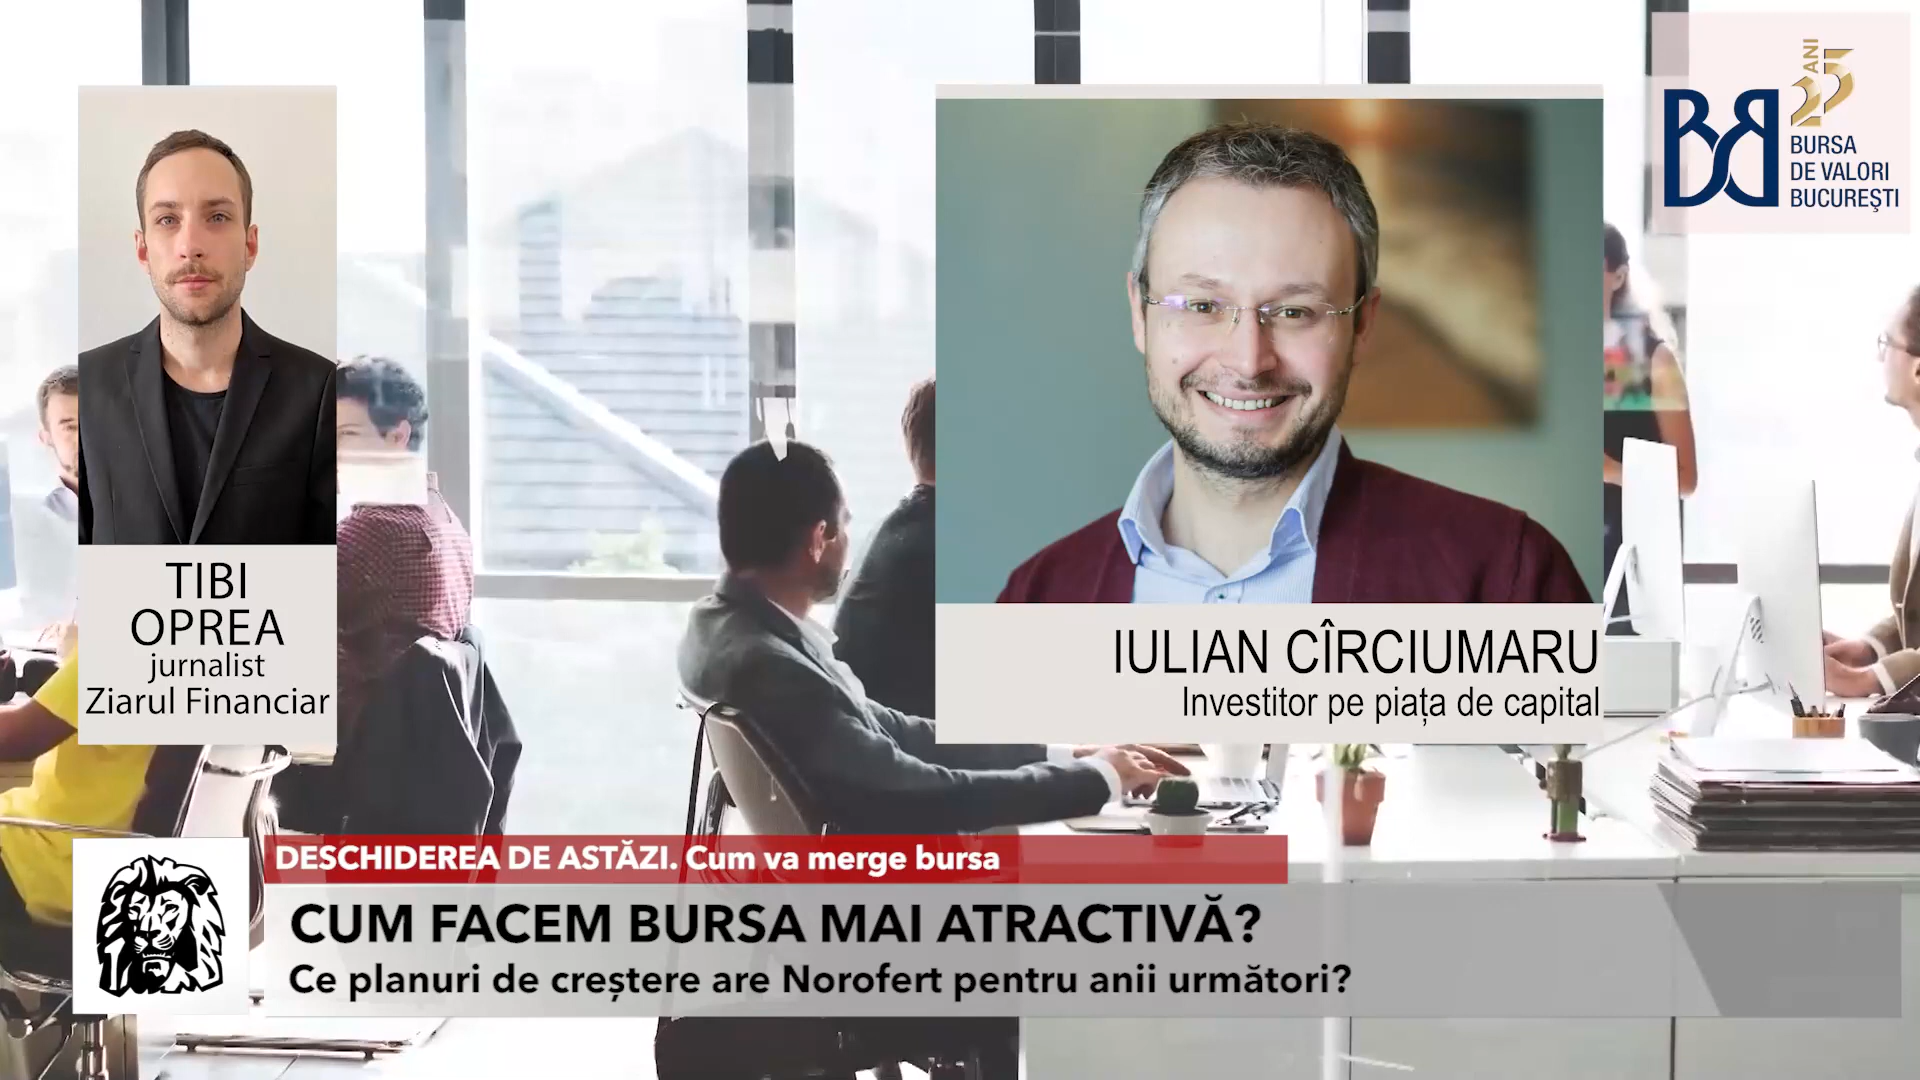 TIBI
OPREA
jurnalist
Ziarul Financiar
IULIAN CÎRCIUMARU
Investitor pe piața de capital
25 ANI
BURSA
DE VALORI
BUCUREŞTI
DESCHIDEREA DE ASTĂZI. Cum va merge bursa
CUM FACEM BURSA MAI ATRACTIVĂ?
Ce planuri de creștere are Norofert pentru anii următori?